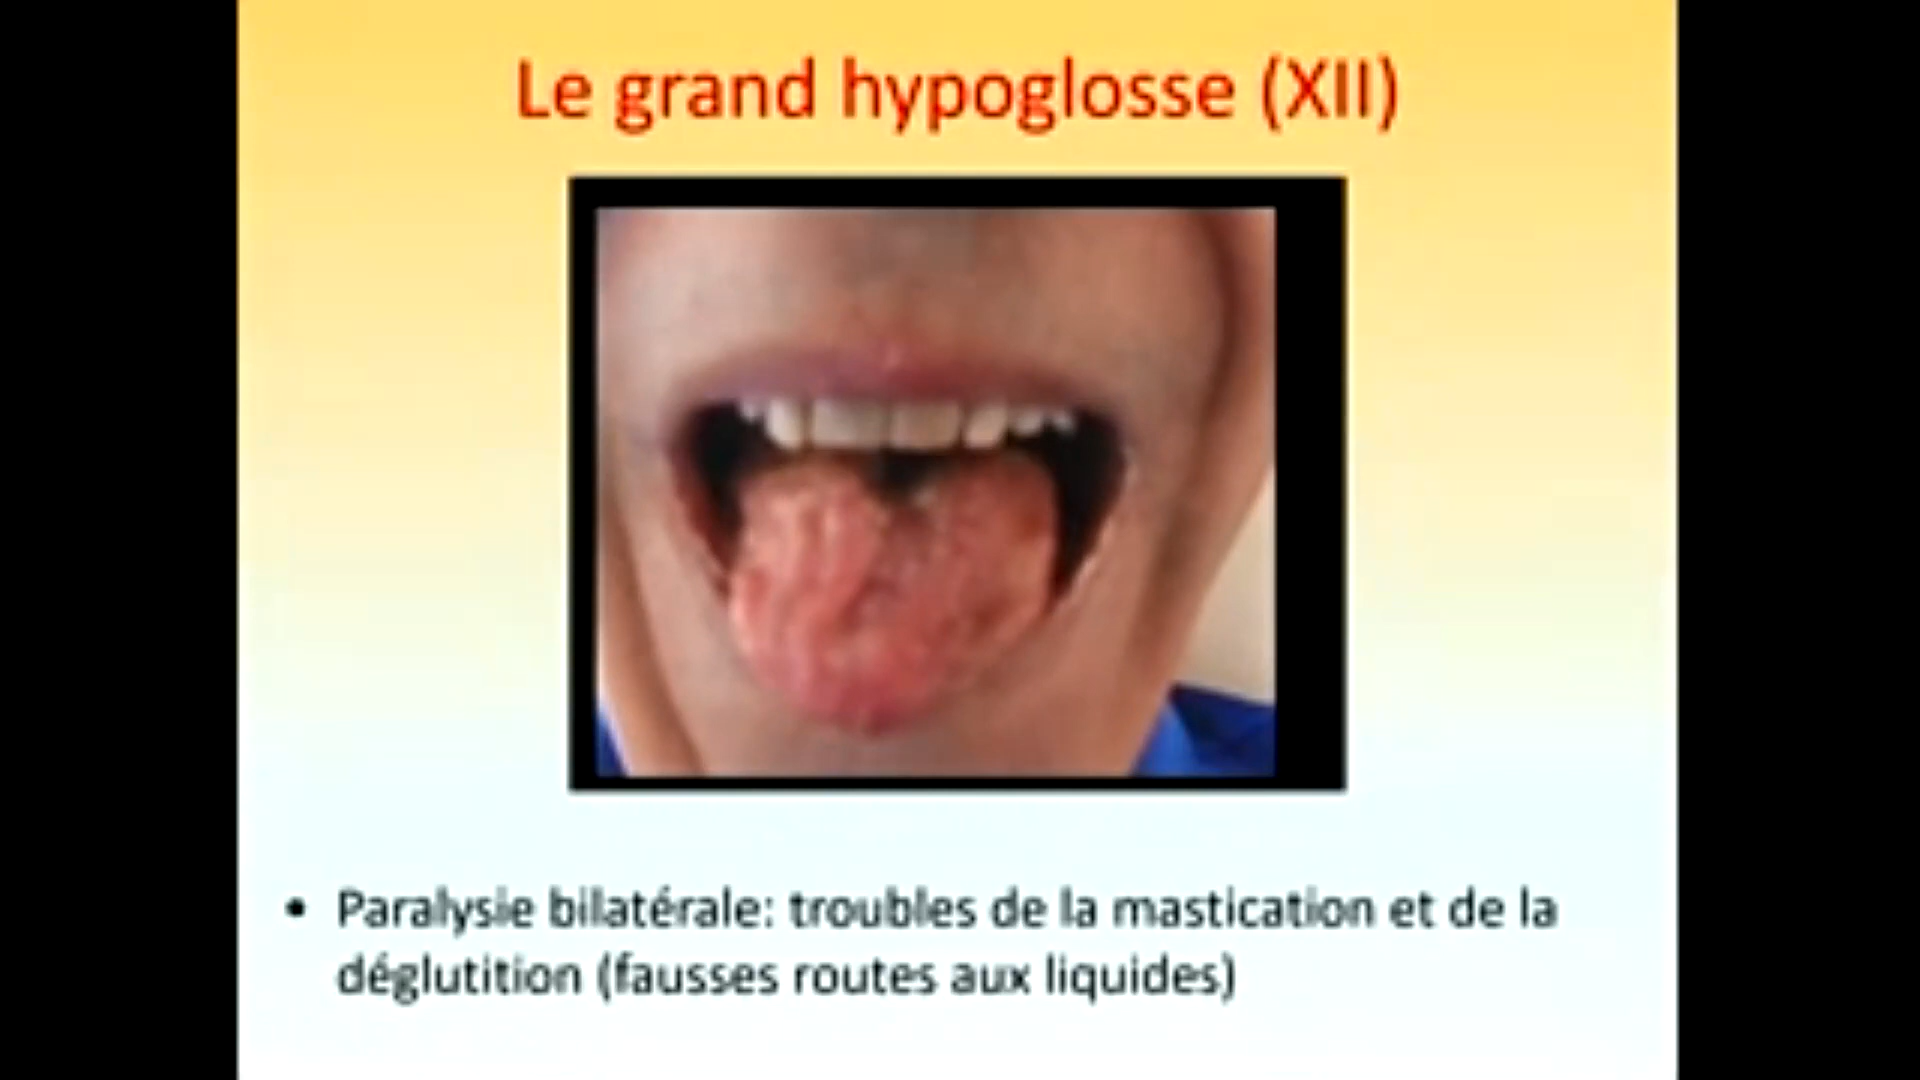 Le grand hypoglosse (XII)
• Paralysie bilatérale: troubles de la mastication et de la
déglutition (fausses routes aux liquides)